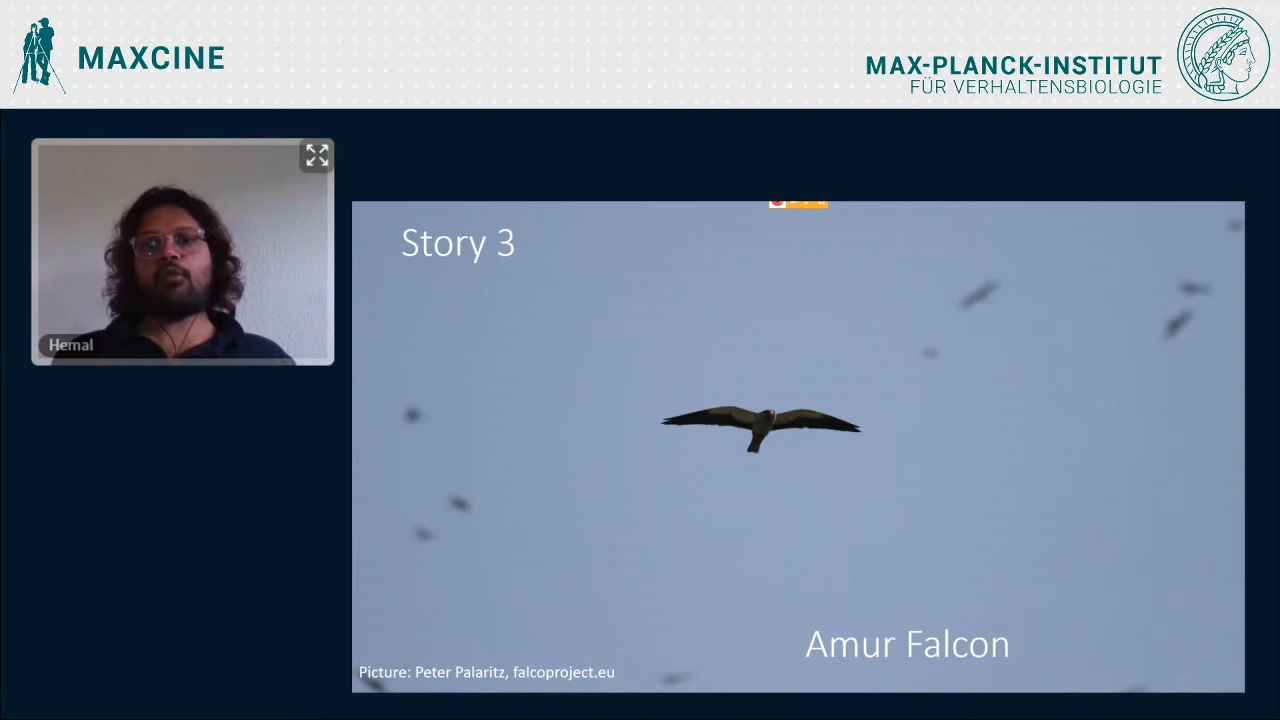 MAXCINE
MAX-PLANCK-INSTITUT
FÜR VERHALTENSBIOLOGIE
Hemal
Story 3
Amur Falcon
Picture: Peter Palaritz, falcoproject.eu